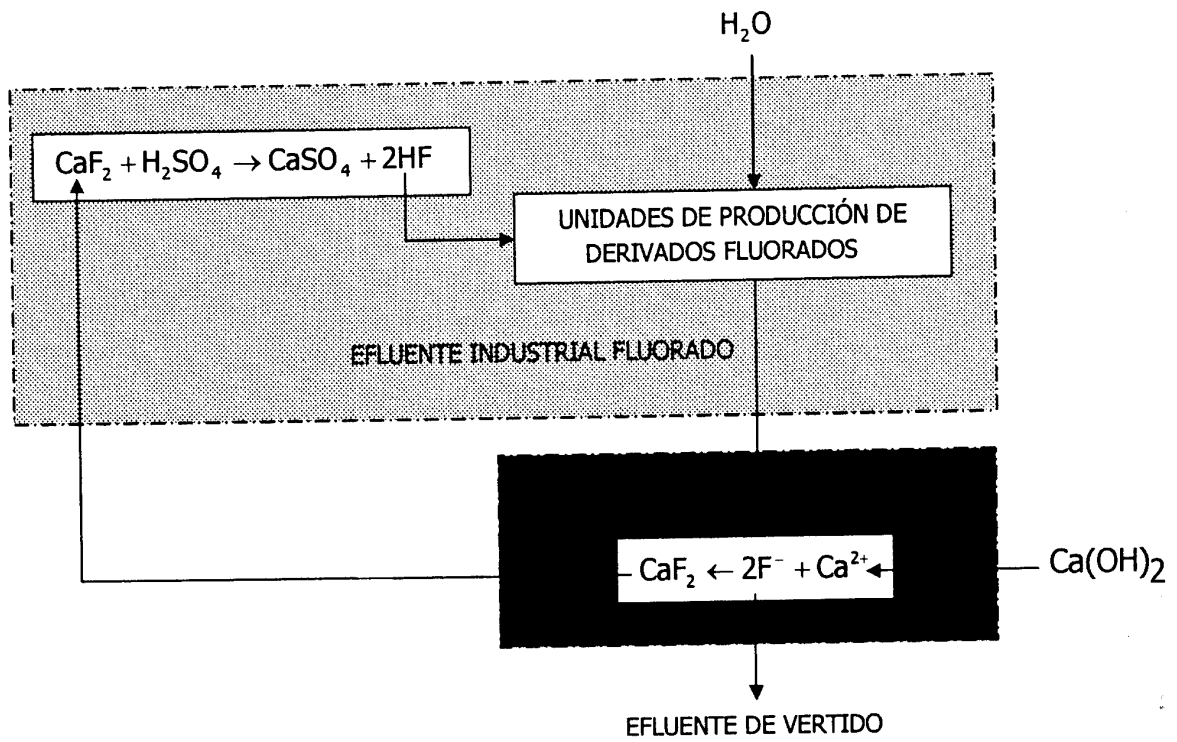 H₂O
CaF₂ + H₂SO₄ → CaSO₄ + 2HF
UNIDADES DE PRODUCCIÓN DE
DERIVADOS FLUORADOS
EFLUENTE INDUSTRIAL FLUORADO
CaF₂ ← 2F⁻ + Ca²⁺
Ca(OH)₂
EFLUENTE DE VERTIDO